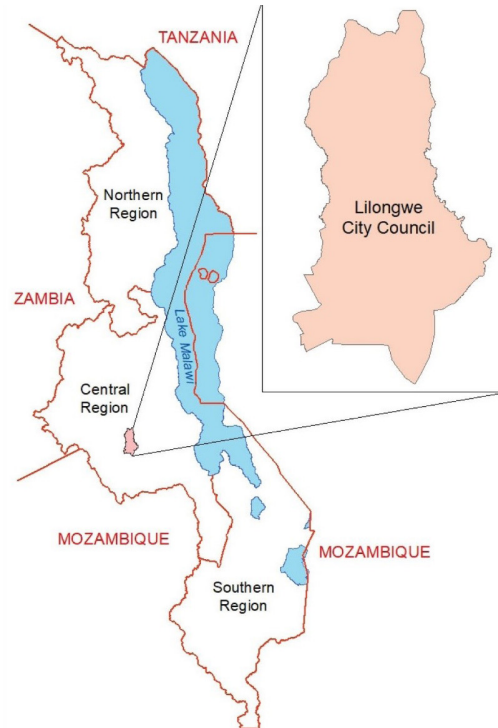 TANZANIA
Northern
Region
Lilongwe
City Council
ZAMBIA
Lake Malawi
Central
Region
MOZAMBIQUE
MOZAMBIQUE
Southern
Region